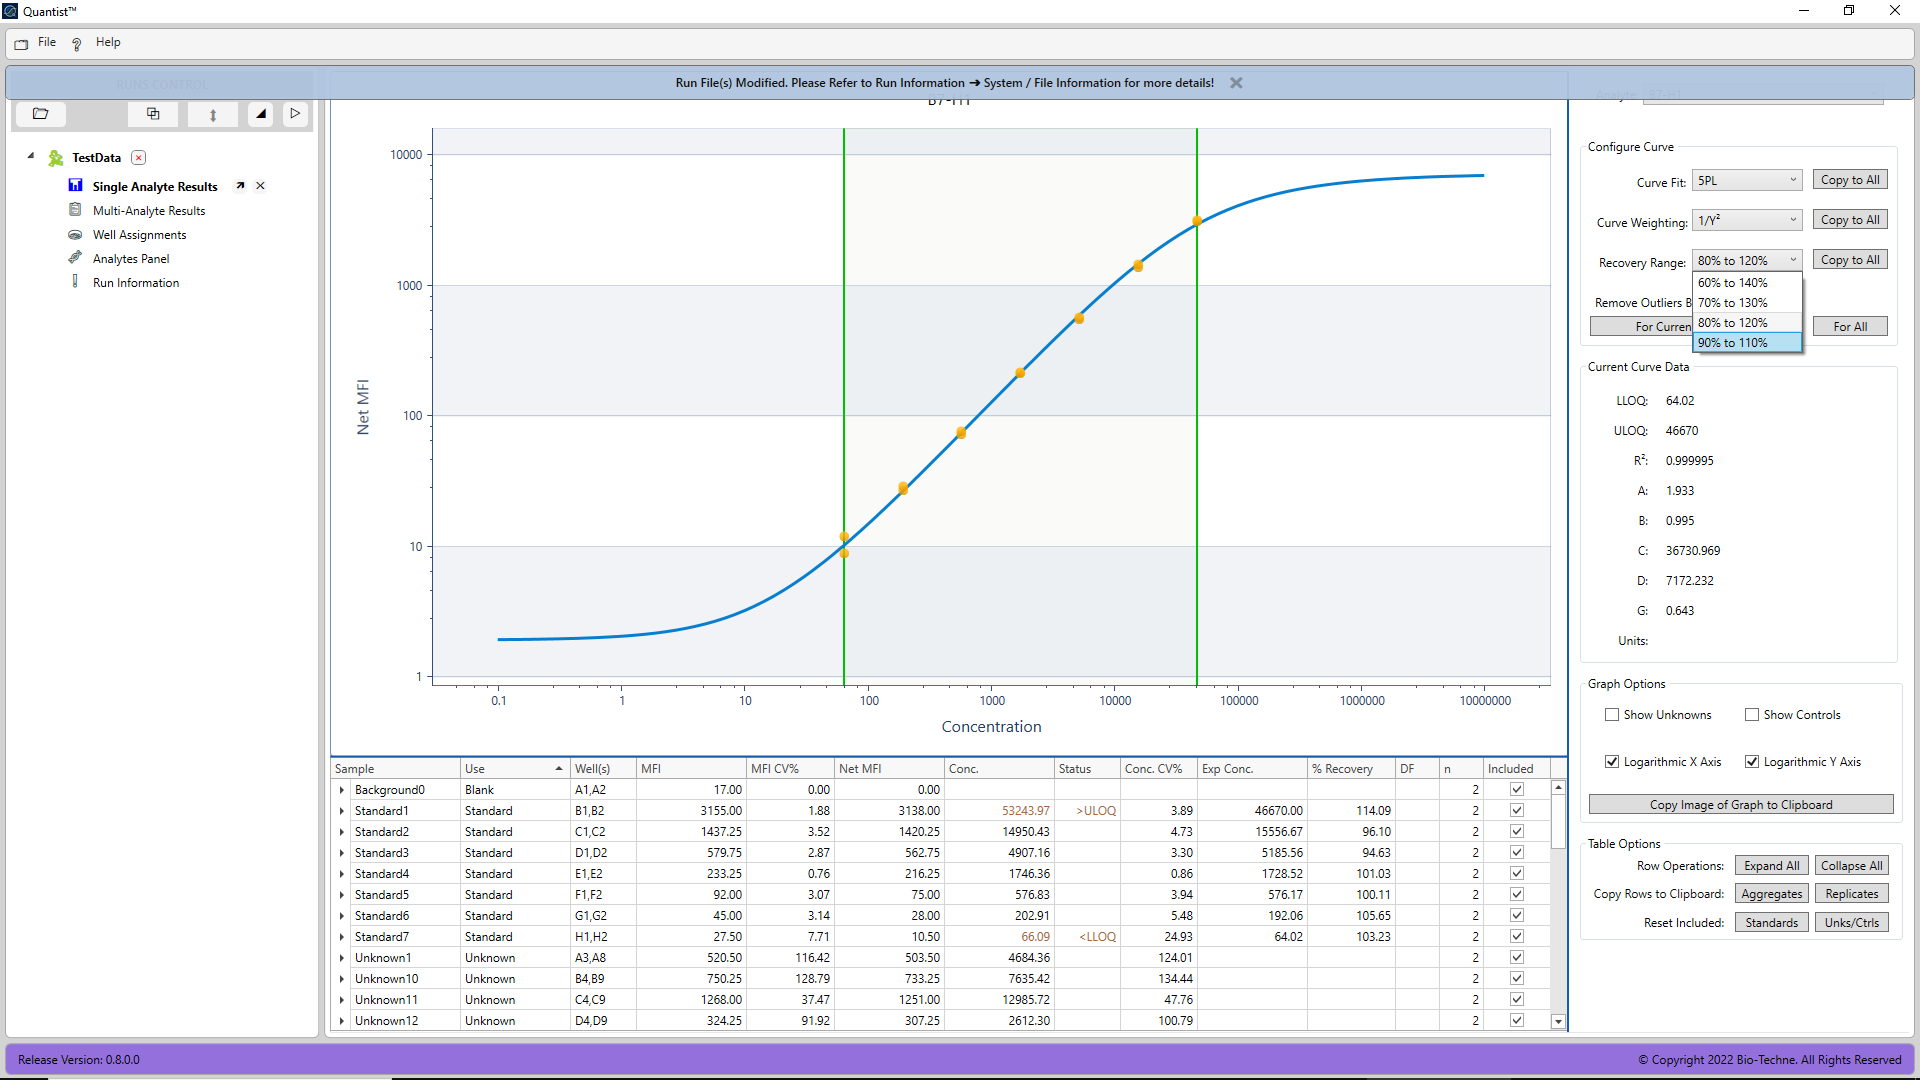 Quantist™
File
Help
Run File(s) Modified. Please Refer to Run Information ➔ System / File Information for more details!
RUNS CONTROL
TestData
Single Analyte Results
Multi-Analyte Results
Well Assignments
Analytes Panel
Run Information
B7-H1
10000
1000
100
10
1
Net MFI
0.1 1 10 100 1000 10000 100000 1000000 10000000
Concentration
Analyte: B7-H1
Configure Curve
Curve Fit: 5PL Copy to All
Curve Weighting: 1/Y² Copy to All
Recovery Range: 80% to 120% Copy to All
60% to 140%
70% to 130%
80% to 120%
90% to 110%
Remove Outliers B
For Curren For All
Current Curve Data
LLOQ: 64.02
ULOQ: 46670
R²: 0.999995
A: 1.933
B: 0.995
C: 36730.969
D: 7172.232
G: 0.643
Units:
Graph Options
Show Unknowns Show Controls
Logarithmic X Axis Logarithmic Y Axis
Copy Image of Graph to Clipboard
Table Options
Row Operations: Expand All Collapse All
Copy Rows to Clipboard: Aggregates Replicates
Reset Included: Standards Unks/Ctrls
Sample Use Well(s) MFI MFI CV% Net MFI Conc. Status Conc. CV% Exp Conc. % Recovery DF n Included
Background0 Blank A1,A2 17.00 0.00 0.00 2
Standard1 Standard B1,B2 3155.00 1.88 3138.00 53243.97 >ULOQ 3.89 46670.00 114.09 2
Standard2 Standard C1,C2 1437.25 3.52 1420.25 14950.43 4.73 15556.67 96.10 2
Standard3 Standard D1,D2 579.75 2.87 562.75 4907.16 3.30 5185.56 94.63 2
Standard4 Standard E1,E2 233.25 0.76 216.25 1746.36 0.86 1728.52 101.03 2
Standard5 Standard F1,F2 92.00 3.07 75.00 576.83 3.94 576.17 100.11 2
Standard6 Standard G1,G2 45.00 3.14 28.00 202.91 5.48 192.06 105.65 2
Standard7 Standard H1,H2 27.50 7.71 10.50 66.09 <LLOQ 24.93 64.02 103.23 2
Unknown1 Unknown A3,A8 520.50 116.42 503.50 4684.36 124.01 2
Unknown10 Unknown B4,B9 750.25 128.79 733.25 7635.42 134.44 2
Unknown11 Unknown C4,C9 1268.00 37.47 1251.00 12985.72 47.76 2
Unknown12 Unknown D4,D9 324.25 91.92 307.25 2612.30 100.79 2
Release Version: 0.8.0.0
© Copyright 2022 Bio-Techne. All Rights Reserved